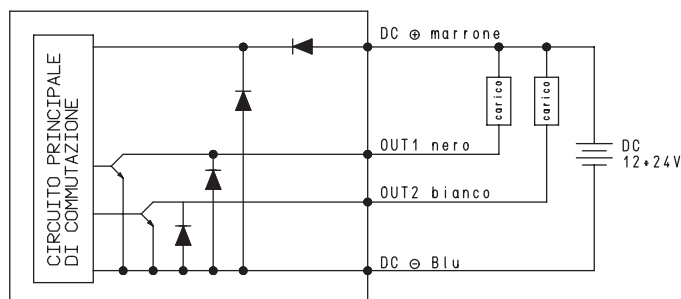 DC ⊕ marrone
CIRCUITO PRINCIPALE
DI COMMUTAZIONE
carico
carico
OUT1 nero
DC
12÷24V
OUT2 bianco
DC ⊖ Blu